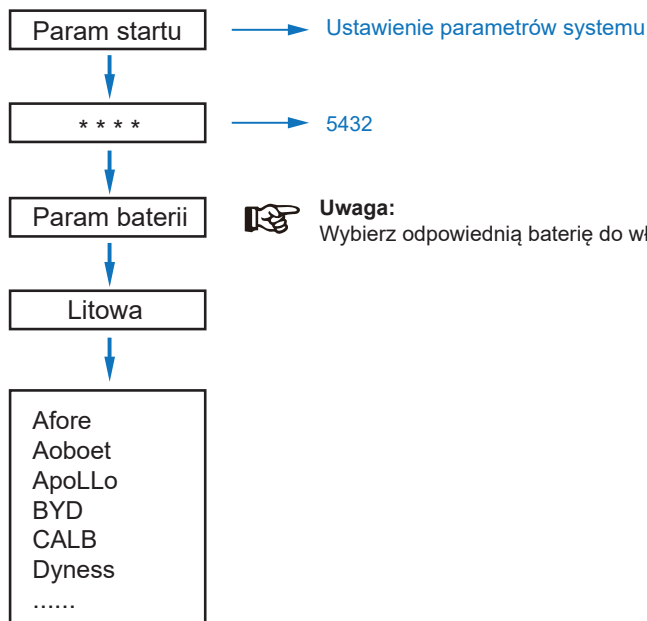 Param startu
Ustawienie parametrów systemu
* * * *
5432
Param baterii
Uwaga:
Wybierz odpowiednią baterię do
Litowa
Afore
Aoboet
ApoLLo
BYD
CALB
Dyness
......